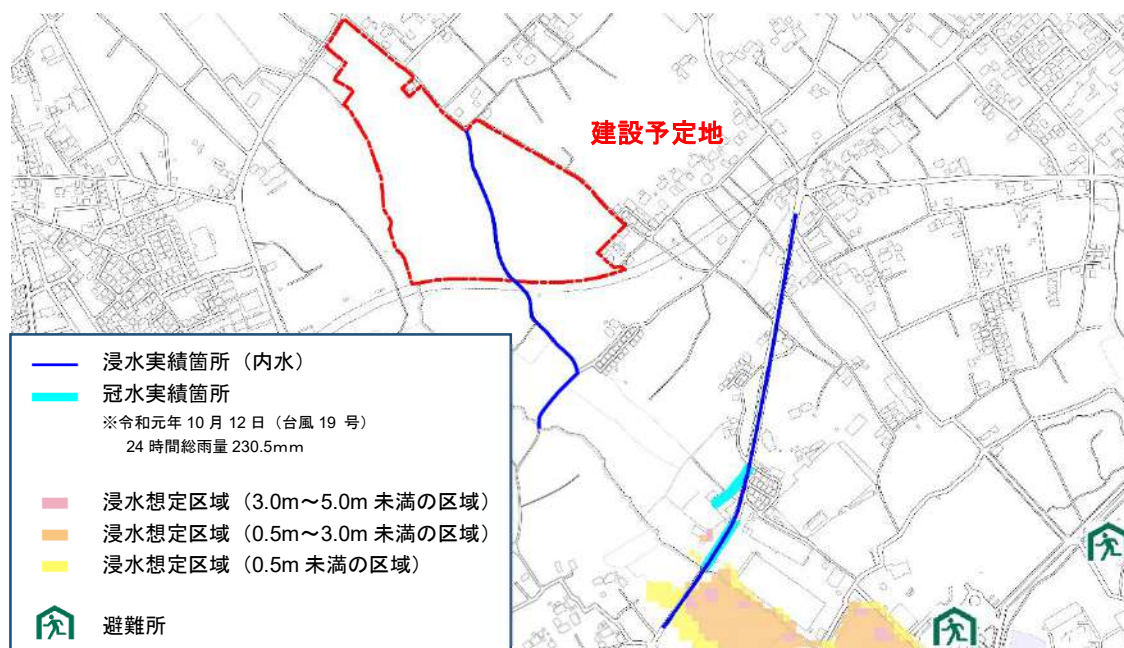 建設予定地
浸水実績箇所（内水）
冠水実績箇所
※令和元年 10 月 12 日（台風 19 号）
24 時間総雨量 230.5mm
浸水想定区域（3.0m～5.0m 未満の区域）
浸水想定区域（0.5m～3.0m 未満の区域）
浸水想定区域（0.5m 未満の区域）
避難所